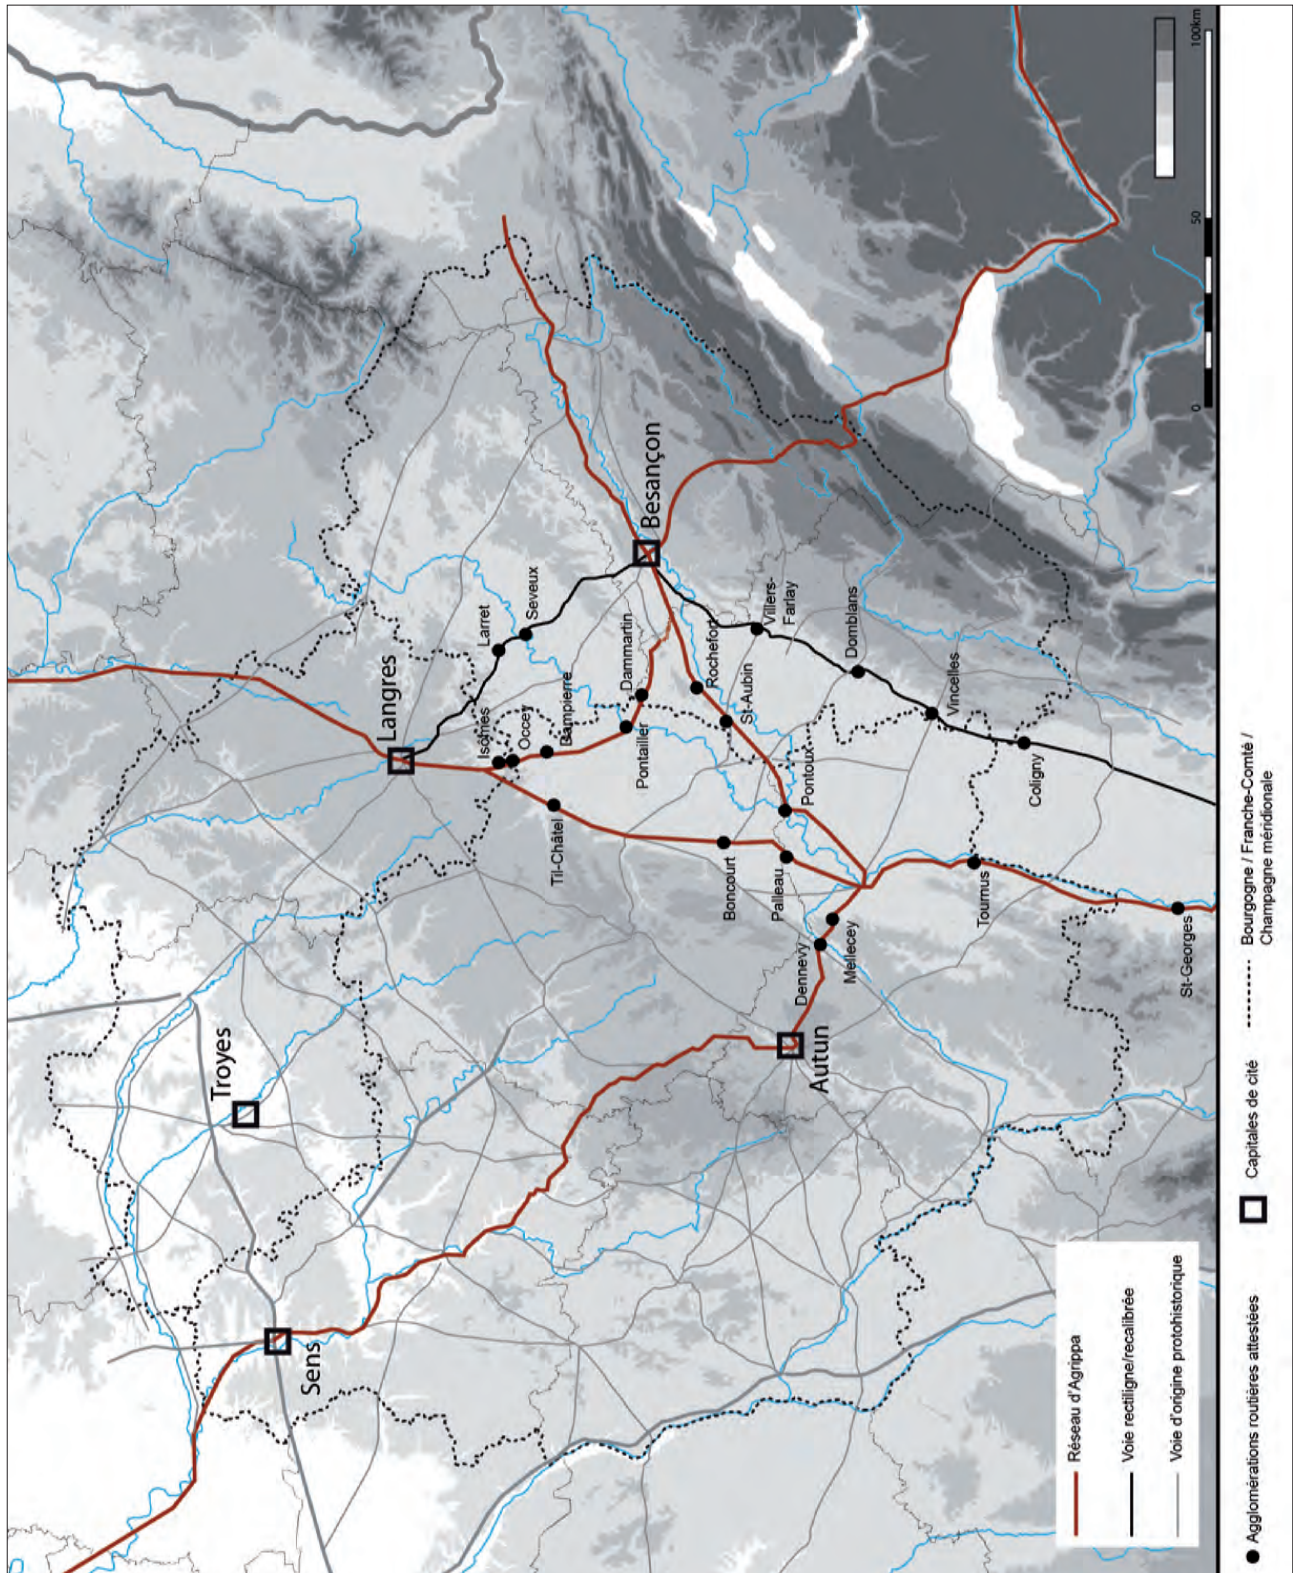 Troyes
Sens
Langres
Besançon
Autun
Larret
Seveux
Isômes
Occey
Dampierre
Til-Châtel
Dammartin
Pontailler
Rochefort
St-Aubin
Villers-
Farlay
Domblans
Vincelles
Coligny
Pontoux
Boncourt
Palleau
Dennevy
Mellecey
Tournus
St-Georges
0
50
100km
Réseau d'Agrippa
Voie rectiligne/recalibrée
Voie d'origine protohistorique
Agglomérations routières attestées
Capitales de cité
Bourgogne / Franche-Comté /
Champagne méridionale